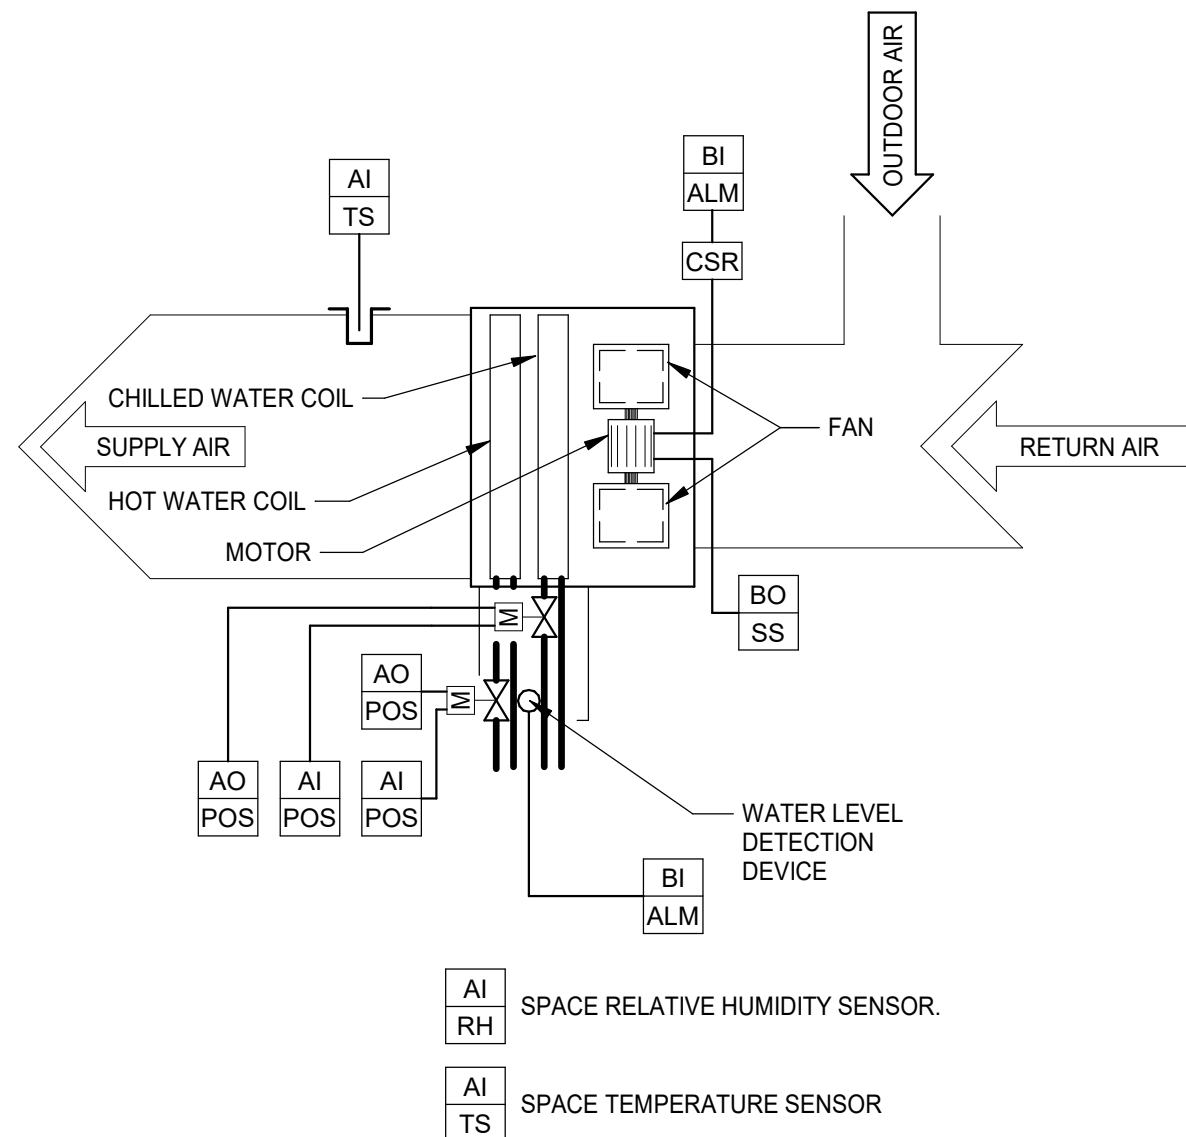 OUTDOOR AIR
BI
ALM
AI
TS
CSR
CHILLED WATER COIL
SUPPLY AIR
FAN
RETURN AIR
HOT WATER COIL
MOTOR
BO
SS
M
AO
POS
M
AO
POS
AI
POS
AI
POS
WATER LEVEL
DETECTION
DEVICE
BI
ALM
AI
RH
SPACE RELATIVE HUMIDITY SENSOR.
AI
TS
SPACE TEMPERATURE SENSOR